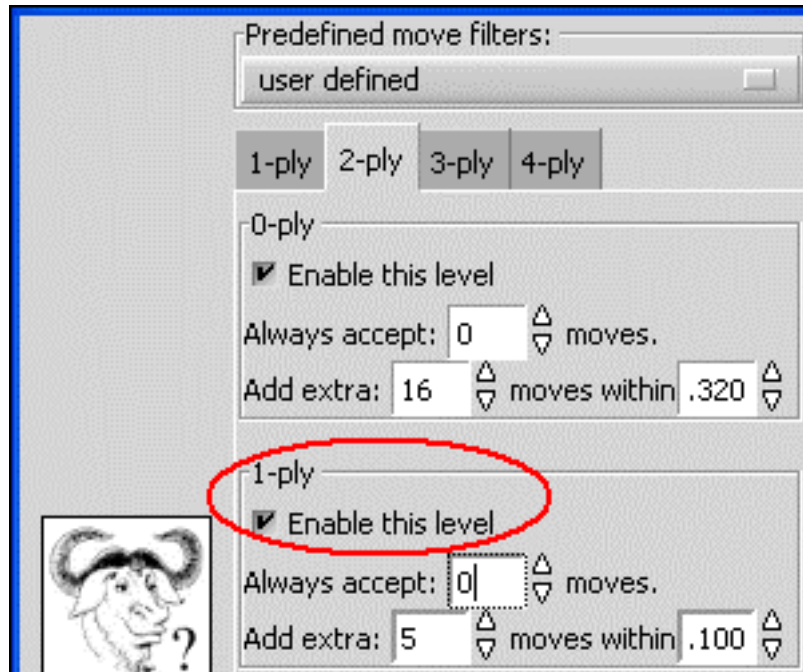 Predefined move filters:
user defined
1-ply 2-ply 3-ply 4-ply
0-ply
Enable this level
Always accept: 0 moves.
Add extra: 16 moves within .320
1-ply
Enable this level
Always accept: 0 moves.
Add extra: 5 moves within .100
?